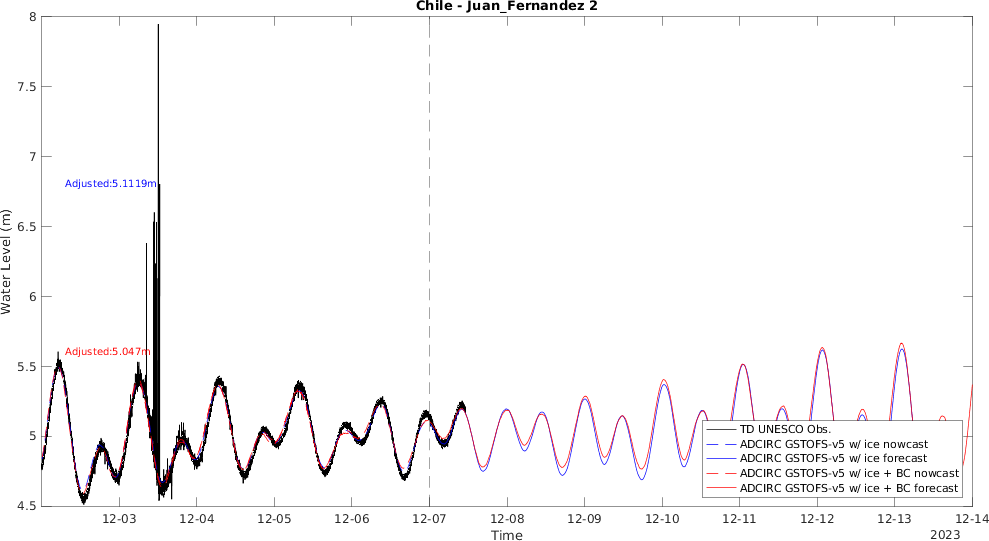 Chile - Juan_Fernandez 2
Water Level (m)
8
7.5
7
6.5
6
5.5
5
4.5
Adjusted:5.1119m
Adjusted:5.047m
TD UNESCO Obs.
ADCIRC GSTOFS-v5 w/ ice nowcast
ADCIRC GSTOFS-v5 w/ ice forecast
ADCIRC GSTOFS-v5 w/ ice + BC nowcast
ADCIRC GSTOFS-v5 w/ ice + BC forecast
12-03 12-04 12-05 12-06 12-07 12-08 12-09 12-10 12-11 12-12 12-13 12-14
Time
2023